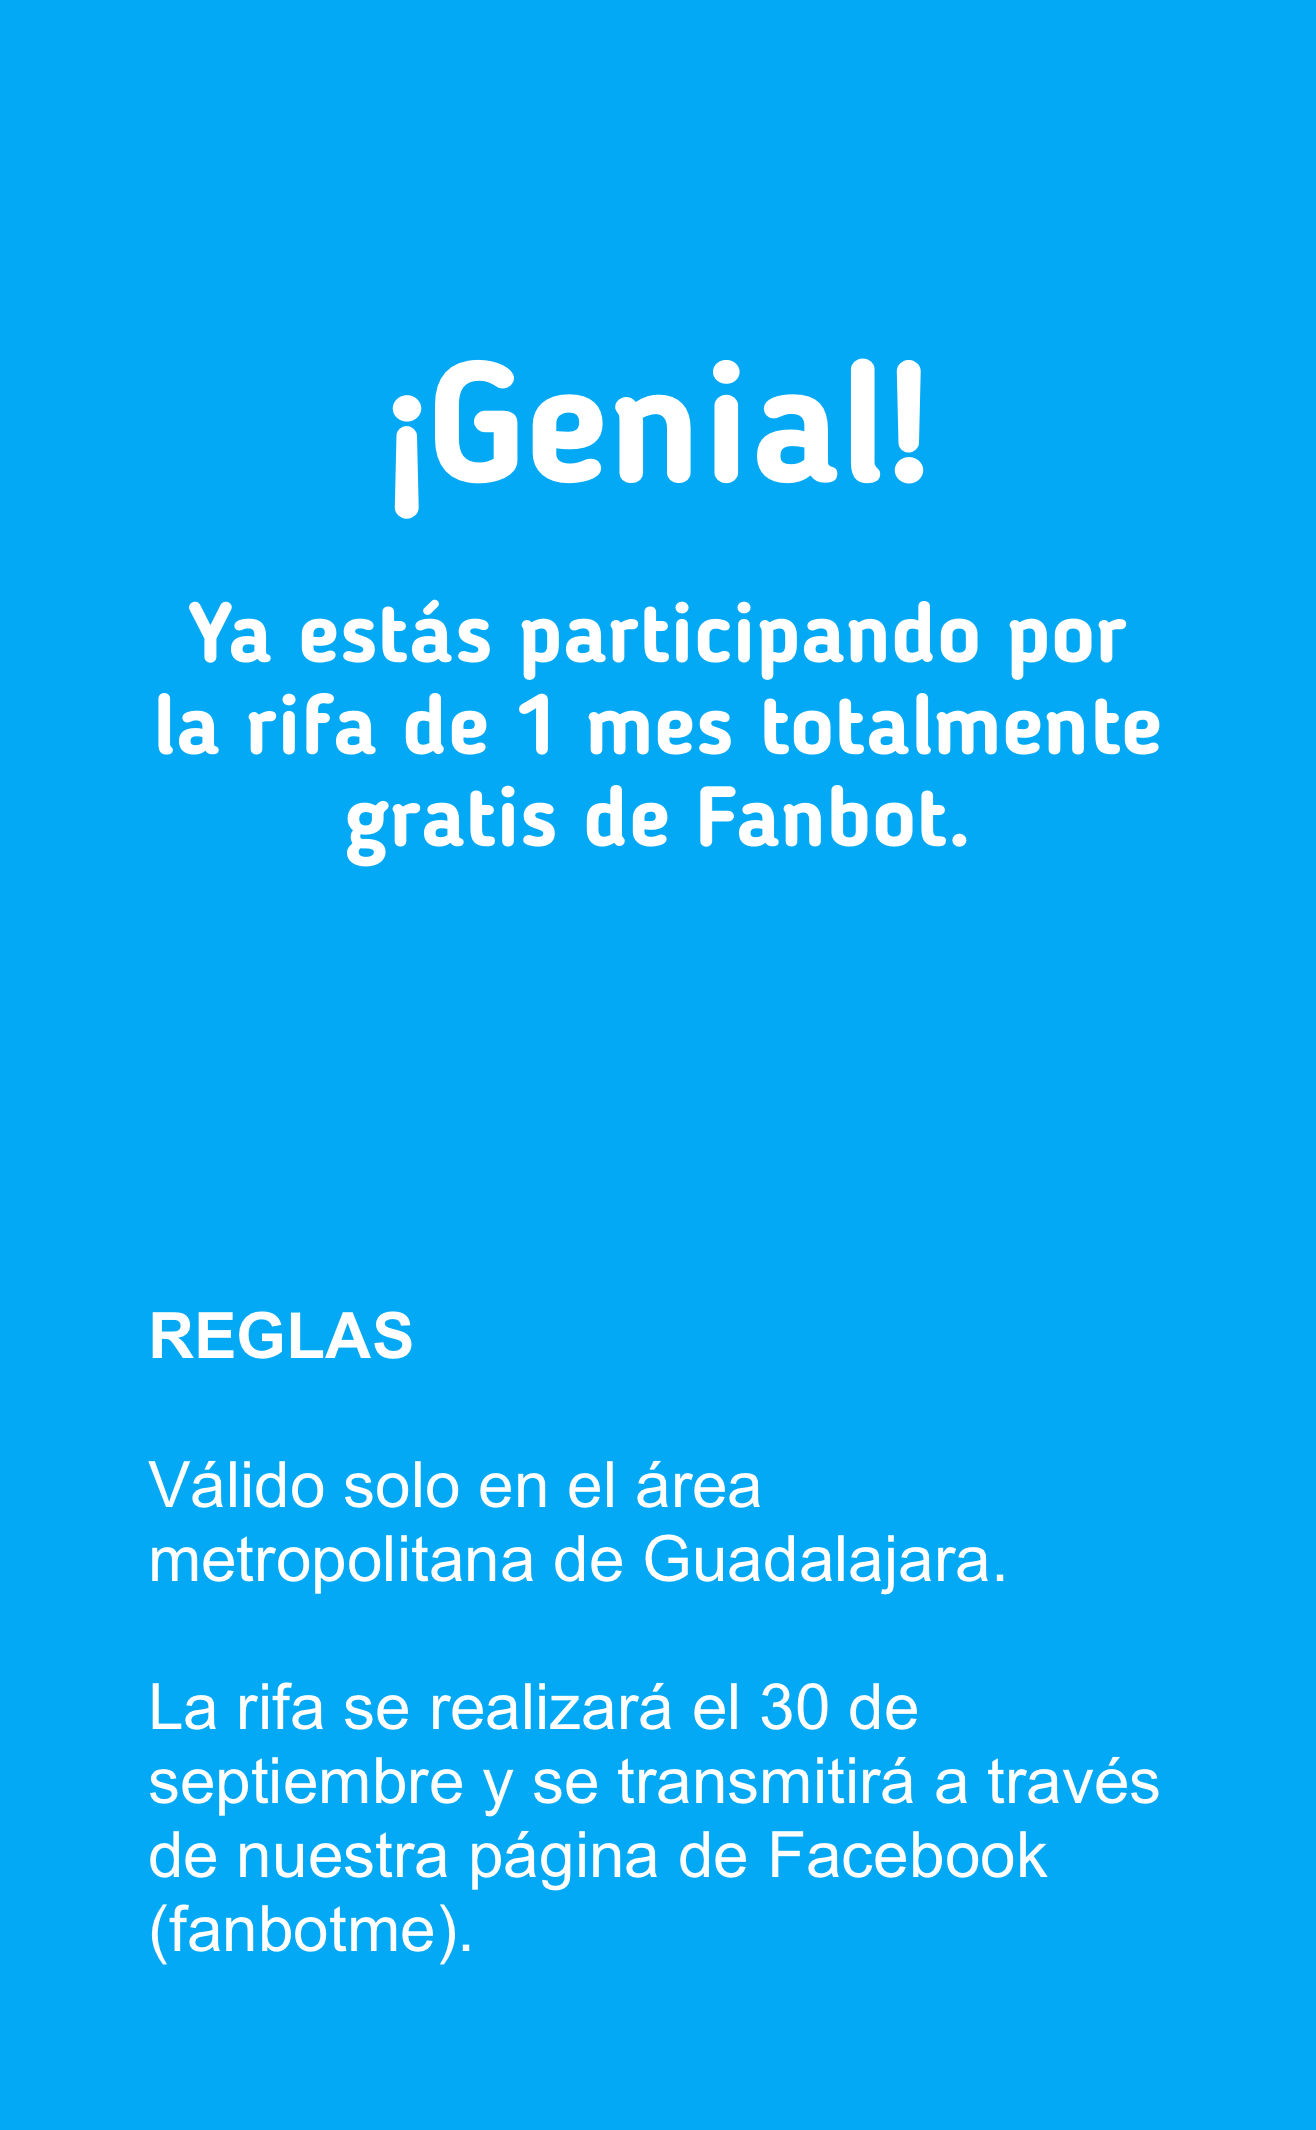 ¡Genial!
Ya estás participando por
la rifa de 1 mes totalmente
gratis de Fanbot.
REGLAS
Válido solo en el área
metropolitana de Guadalajara.
La rifa se realizará el 30 de
septiembre y se transmitirá a través
de nuestra página de Facebook
(fanbotme).